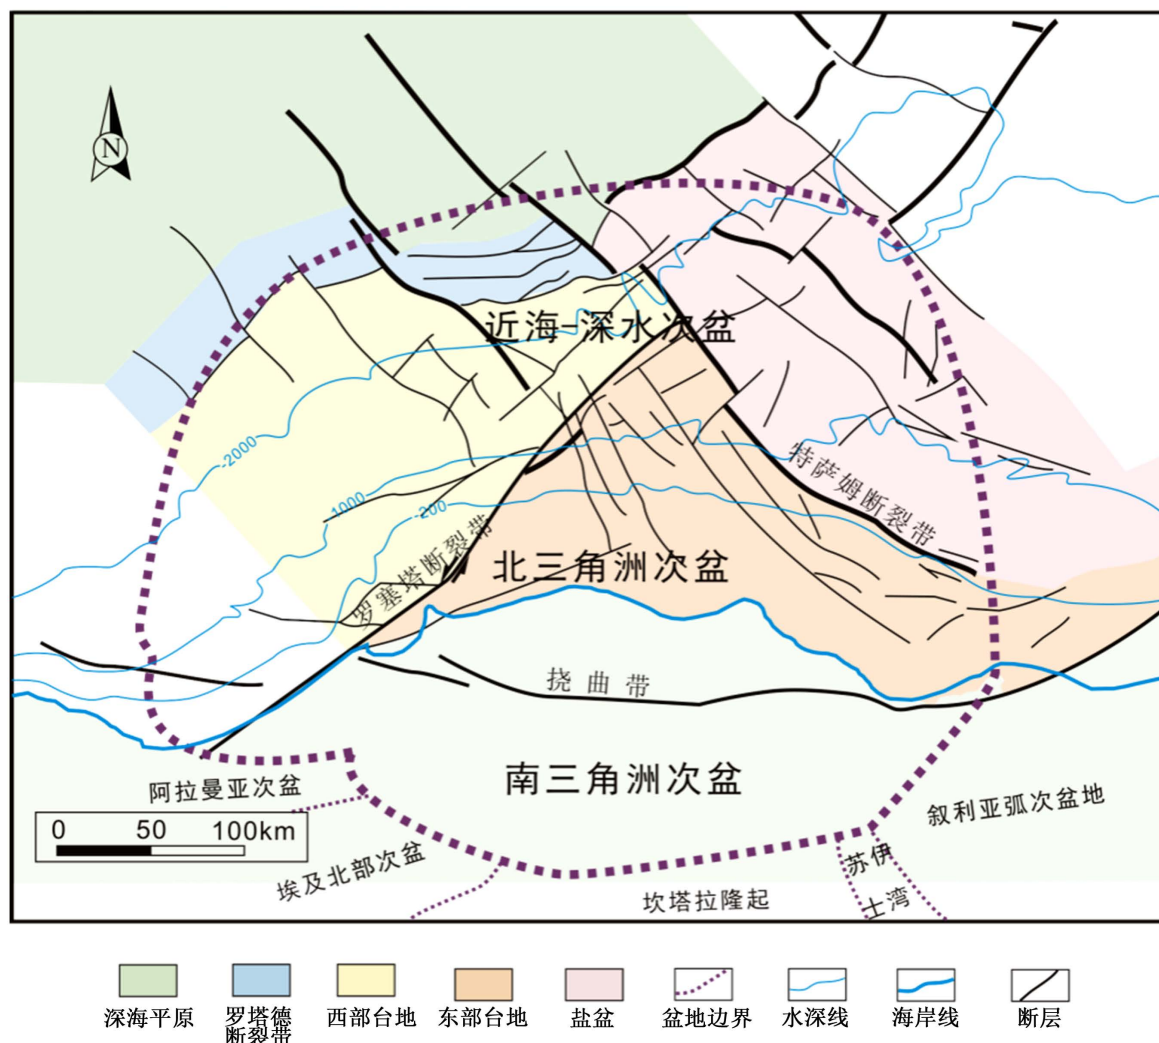 N
近海-深水次盆
-2000
1000
-200
特萨姆断裂带
罗塞塔断裂带
北三角洲次盆
挠曲带
南三角洲次盆
阿拉曼亚次盆
叙利亚弧次盆地
0 50 100km
埃及北部次盆
苏伊
士湾
坎塔拉隆起
深海平原
罗塔德
断裂带
西部台地
东部台地
盐盆
盆地边界
水深线
海岸线
断层